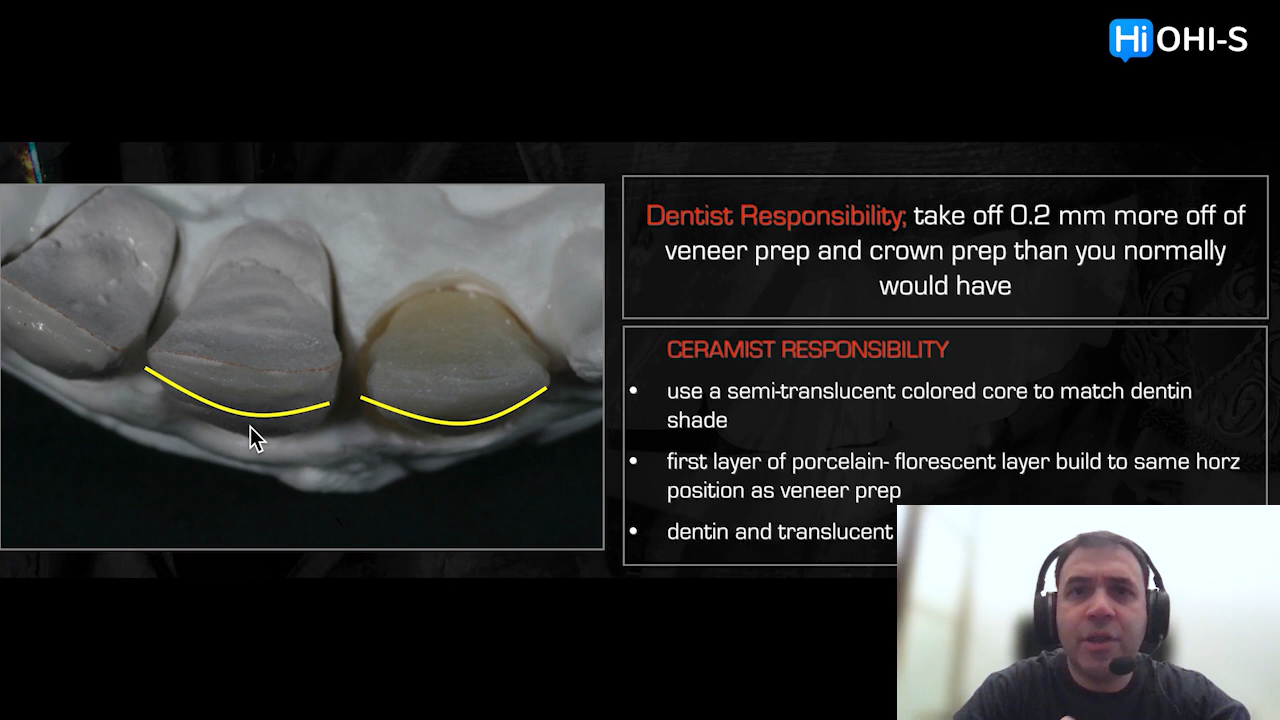 Hi OHI-S
Dentist Responsibility; take off 0.2 mm more off of
veneer prep and crown prep than you normally
would have
CERAMIST RESPONSIBILITY
• use a semi-translucent colored core to match dentin
shade
• first layer of porcelain- florescent layer build to same horz
position as veneer prep
• dentin and translucent